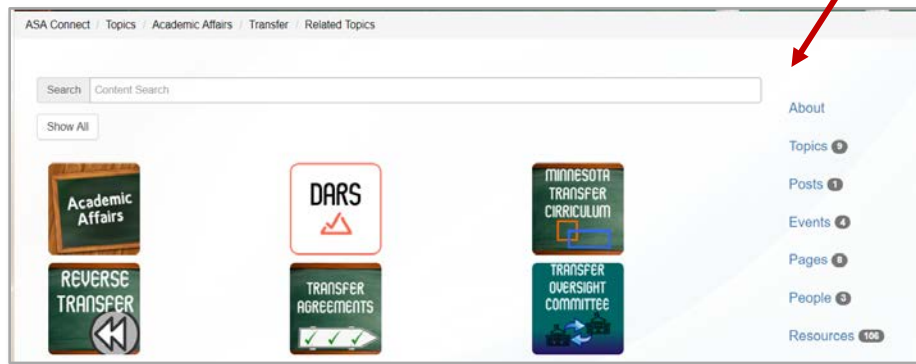 ASA Connect / Topics / Academic Affairs / Transfer / Related Topics
Search Content Search
Show All
Academic
Affairs
DARS
MINNESOTA
TRANSFER
CIRRICULUM
REVERSE
TRANSFER
TRANSFER
AGREEMENTS
TRANSFER
OVERSIGHT
COMMITTEE
About
Topics 9
Posts 1
Events 4
Pages 8
People 3
Resources 106